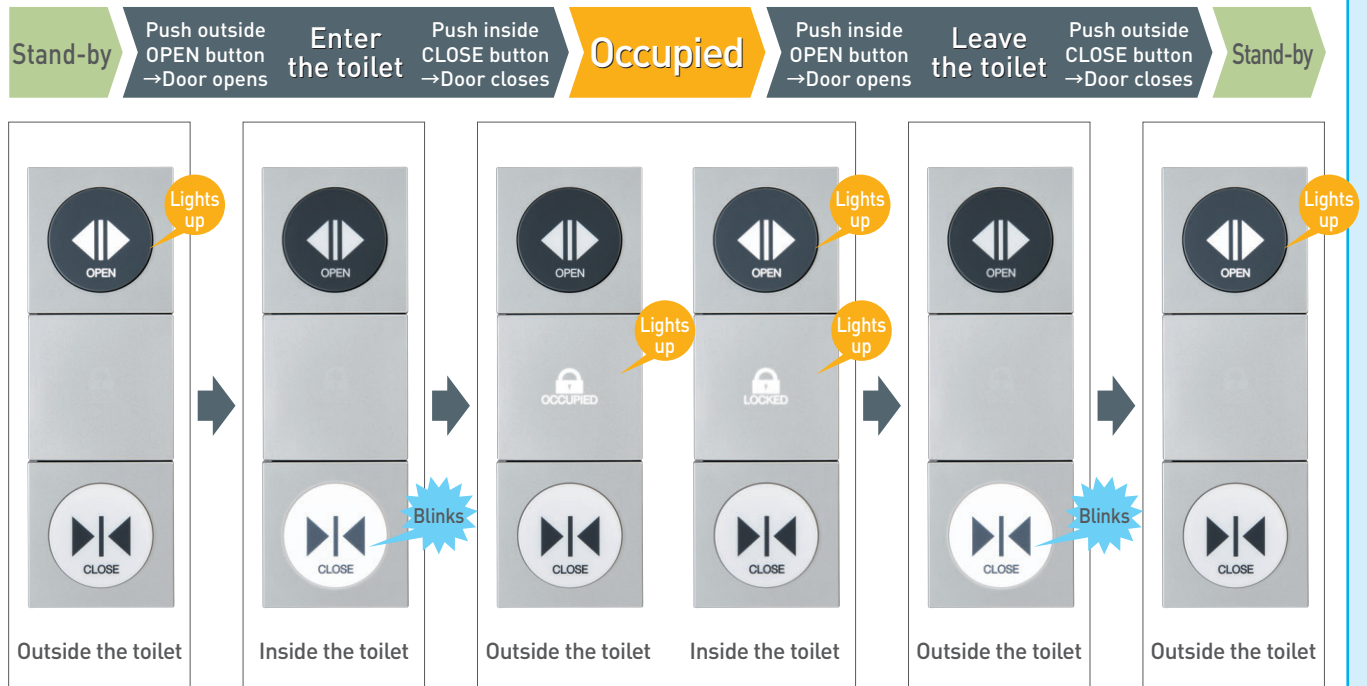 Stand-by
Push outside
OPEN button
→Door opens
Enter
the toilet
Push inside
CLOSE button
→Door closes
Occupied
Push inside
OPEN button
→Door opens
Leave
the toilet
Push outside
CLOSE button
→Door closes
Stand-by
Lights
up
OPEN
CLOSE
Outside the toilet
OPEN
Blinks
CLOSE
Inside the toilet
OPEN
Lights
up
OCCUPIED
CLOSE
Outside the toilet
Lights
up
OPEN
Lights
up
LOCKED
CLOSE
Inside the toilet
OPEN
Blinks
CLOSE
Outside the toilet
Lights
up
OPEN
CLOSE
Outside the toilet